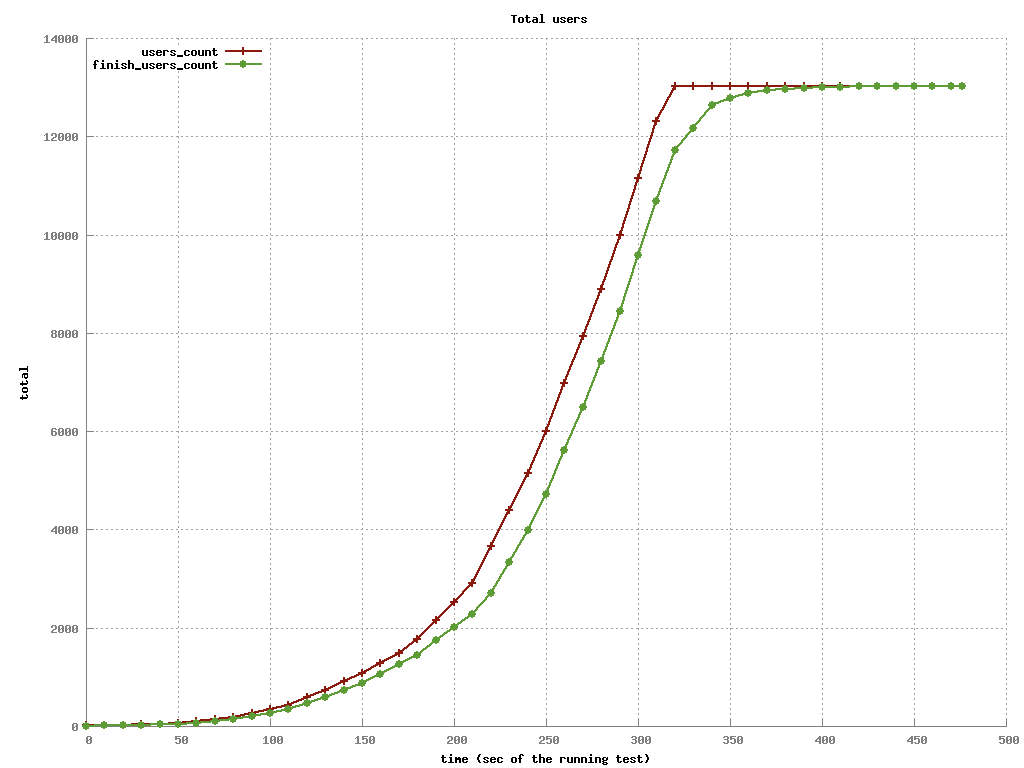 Total users
users_count
finish_users_count
14000
12000
10000
8000
6000
4000
2000
0
total
0 50 100 150 200 250 300 350 400 450 500
time (sec of the running test)